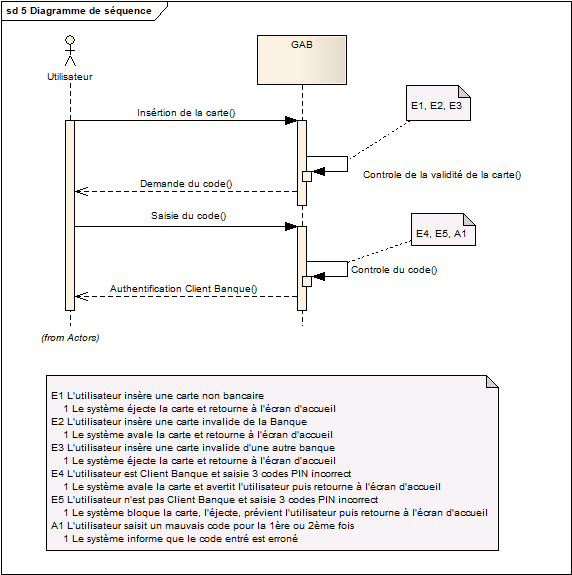 sd 5 Diagramme de séquence
Utilisateur
GAB
Insértion de la carte()
E1, E2, E3
Controle de la validité de la carte()
Demande du code()
Saisie du code()
E4, E5, A1
Controle du code()
Authentification Client Banque()
(from Actors)
E1 L'utilisateur insère une carte non bancaire
1 Le système éjecte la carte et retourne à l'écran d'accueil
E2 L'utilisateur insère une carte invalide de la Banque
1 Le système avale la carte et retourne à l'écran d'accueil
E3 L'utilisateur insère une carte invalide d'un autre banque
1 Le système éjecte la carte et retourne à l'écran d'accueil
E4 L'utilisateur est Client Banque et saisie 3 codes PIN incorrect
1 Le système avale la carte et avertit l'utilisateur puis retourne à l'écran d'accueil
E5 L'utilisateur n'est pas Client Banque et saisie 3 codes PIN incorrect
1 Le système bloque la carte, l'éjecte, prévient l'utilisateur puis retourne à l'écran d'accueil
A1 L'utilisateur saisit un mauvais code pour la 1ère ou 2ème fois
1 Le système informe que le code entré est erroné